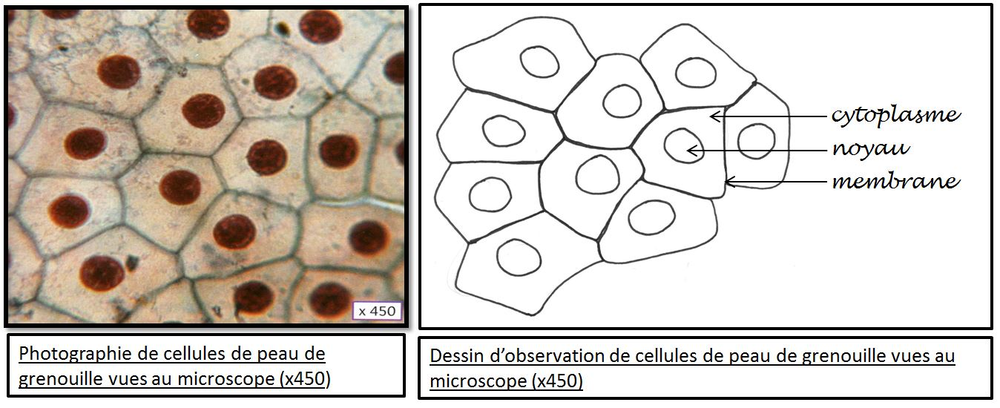 cytoplasme
noyau
membrane
x 450
Photographie de cellules de peau de
grenouille vues au microscope (x450)
Dessin d’observation de cellules de peau de grenouille vues au
microscope (x450)